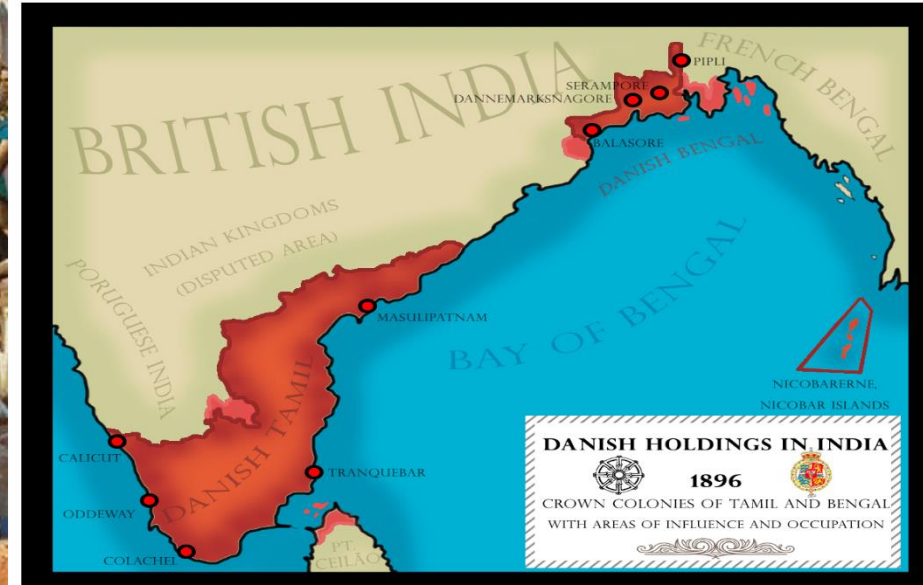 BRITISH INDIA
FRENCH BENGAL
PIPLI
SERAMPORE
DANNEMARKSNAGORE
BALASORE
DANISH BENGAL
INDIAN KINGDOMS
(DISPUTED AREA)
PORUGUESE INDIA
MASULIPATNAM
BAY OF BENGAL
DANISH TAMIL
NICOBARERNE,
NICOBAR ISLANDS
CALICUT
TRANQUEBAR
ODDEWAY
COLACHEL
PT.
CEILÃO
DANISH HOLDINGS IN INDIA
1896
CROWN COLONIES OF TAMIL AND BENGAL
WITH AREAS OF INFLUENCE AND OCCUPATION